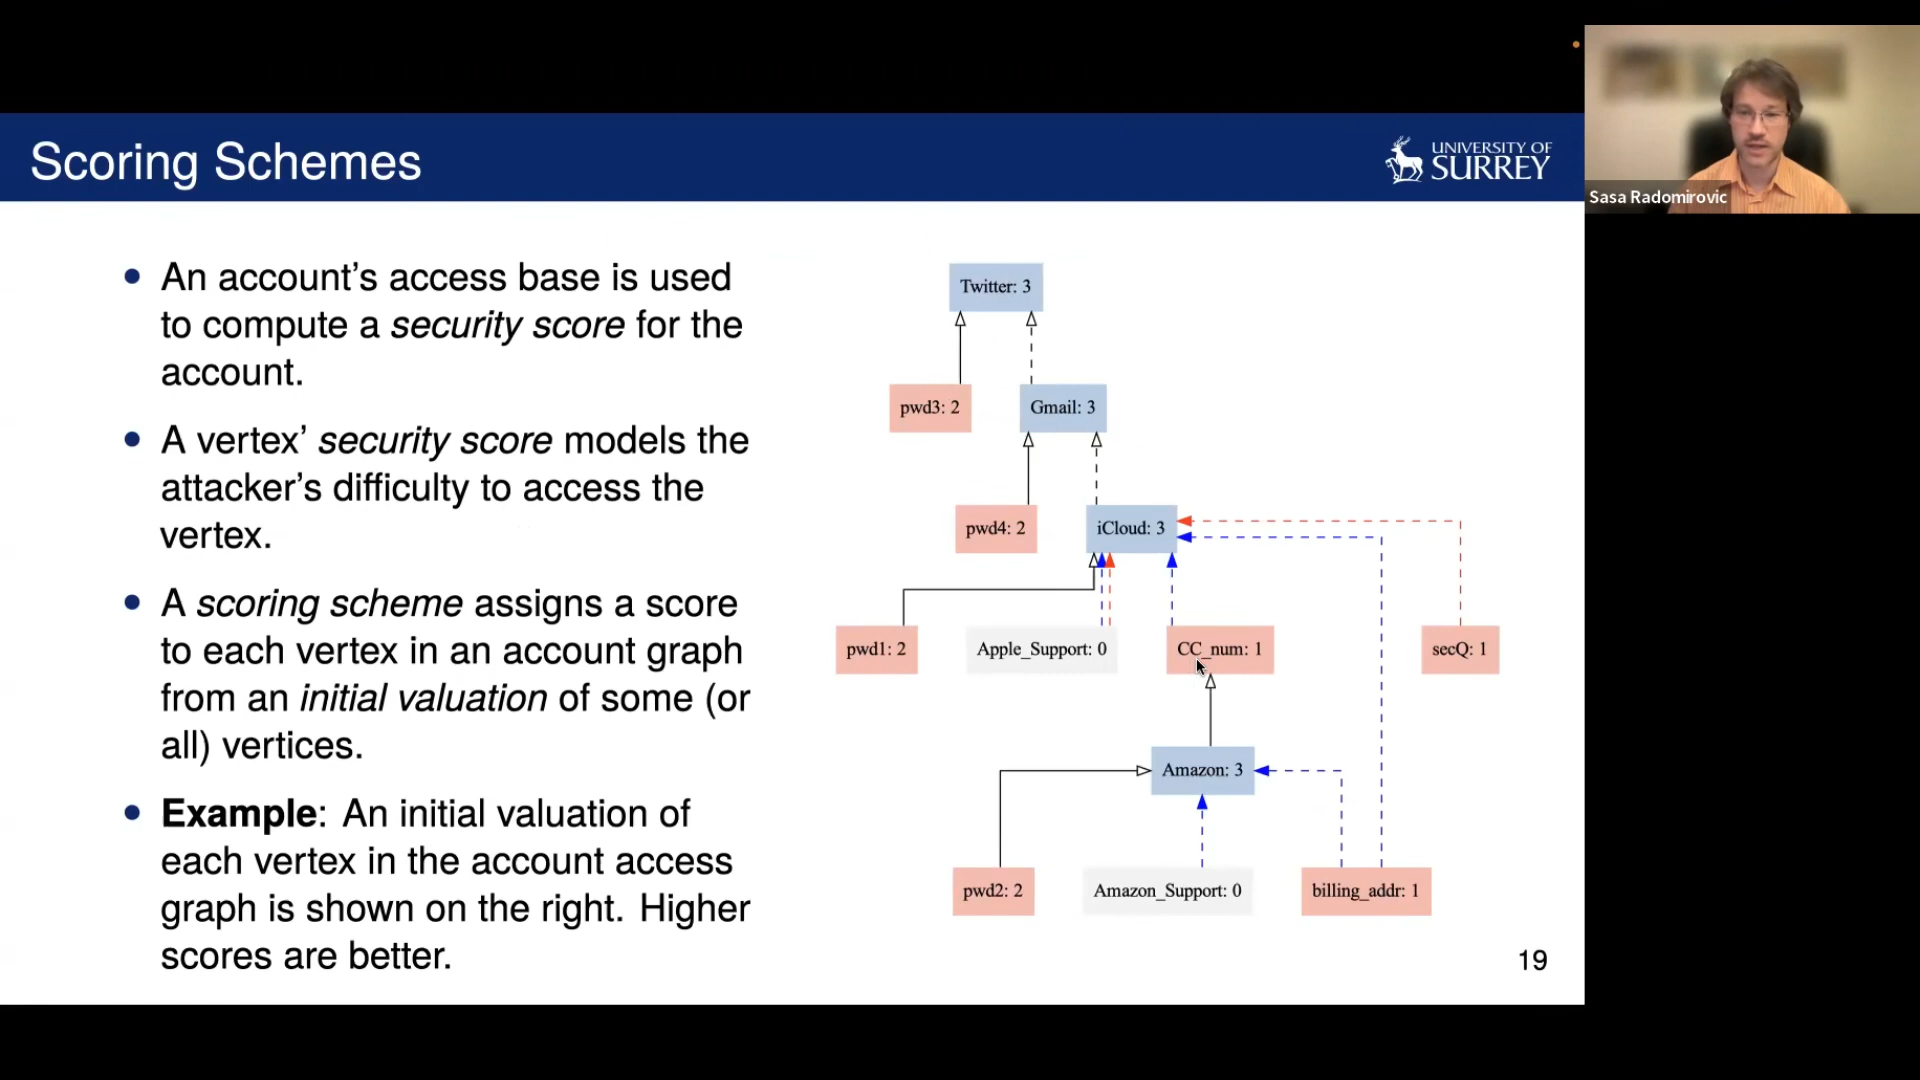 Scoring Schemes
UNIVERSITY OF
SURREY
Sasa Radomirovic
• An account’s access base is used
to compute a security score for the
account.
• A vertex’ security score models the
attacker’s difficulty to access the
vertex.
• A scoring scheme assigns a score
to each vertex in an account graph
from an initial valuation of some (or
all) vertices.
• Example: An initial valuation of
each vertex in the account access
graph is shown on the right. Higher
scores are better.
Twitter: 3
pwd3: 2
Gmail: 3
pwd4: 2
iCloud: 3
pwd1: 2
Apple_Support: 0
CC_num: 1
secQ: 1
Amazon: 3
pwd2: 2
Amazon_Support: 0
billing_addr: 1
19